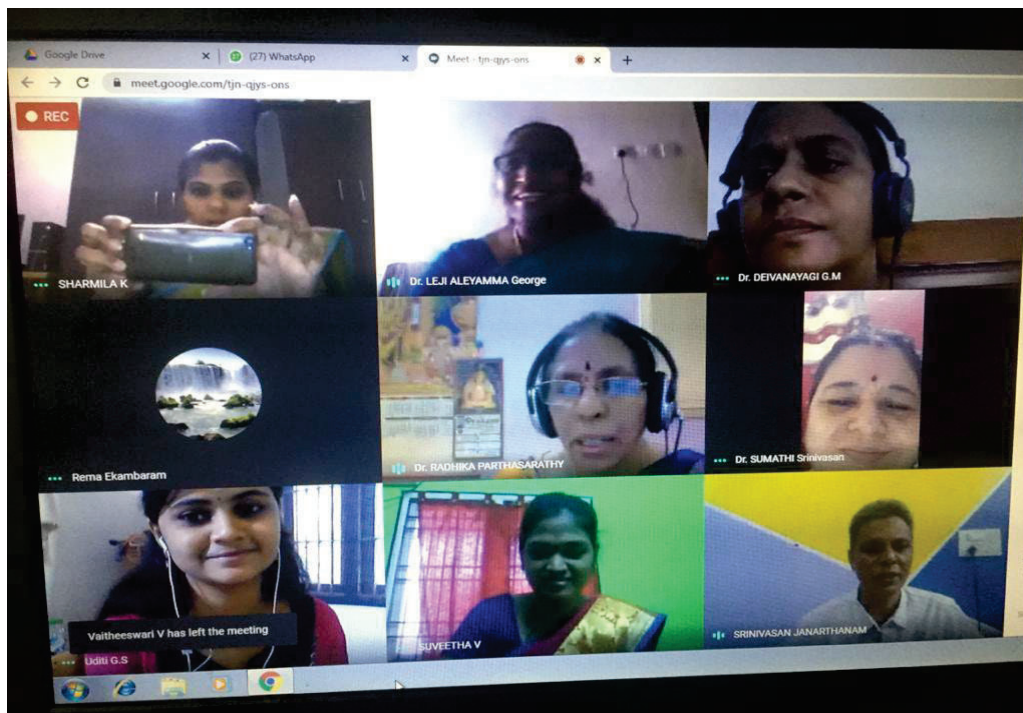 Google Drive
(27) WhatsApp
Meet - tjn-qjys-ons
meet.google.com/tjn-qjys-ons
REC
SHARMILA K
Dr. LEJI ALEYAMMA George
Dr. DEIVANAYAGI G.M
Rema Ekambaram
Dr. RADHIKA PARTHASARATHY
Dr. SUMATHI Srinivasan
Vaitheeswari V has left the meeting
Uditi G.S
SUVEETHA V
SRINIVASAN JANARTHANAM